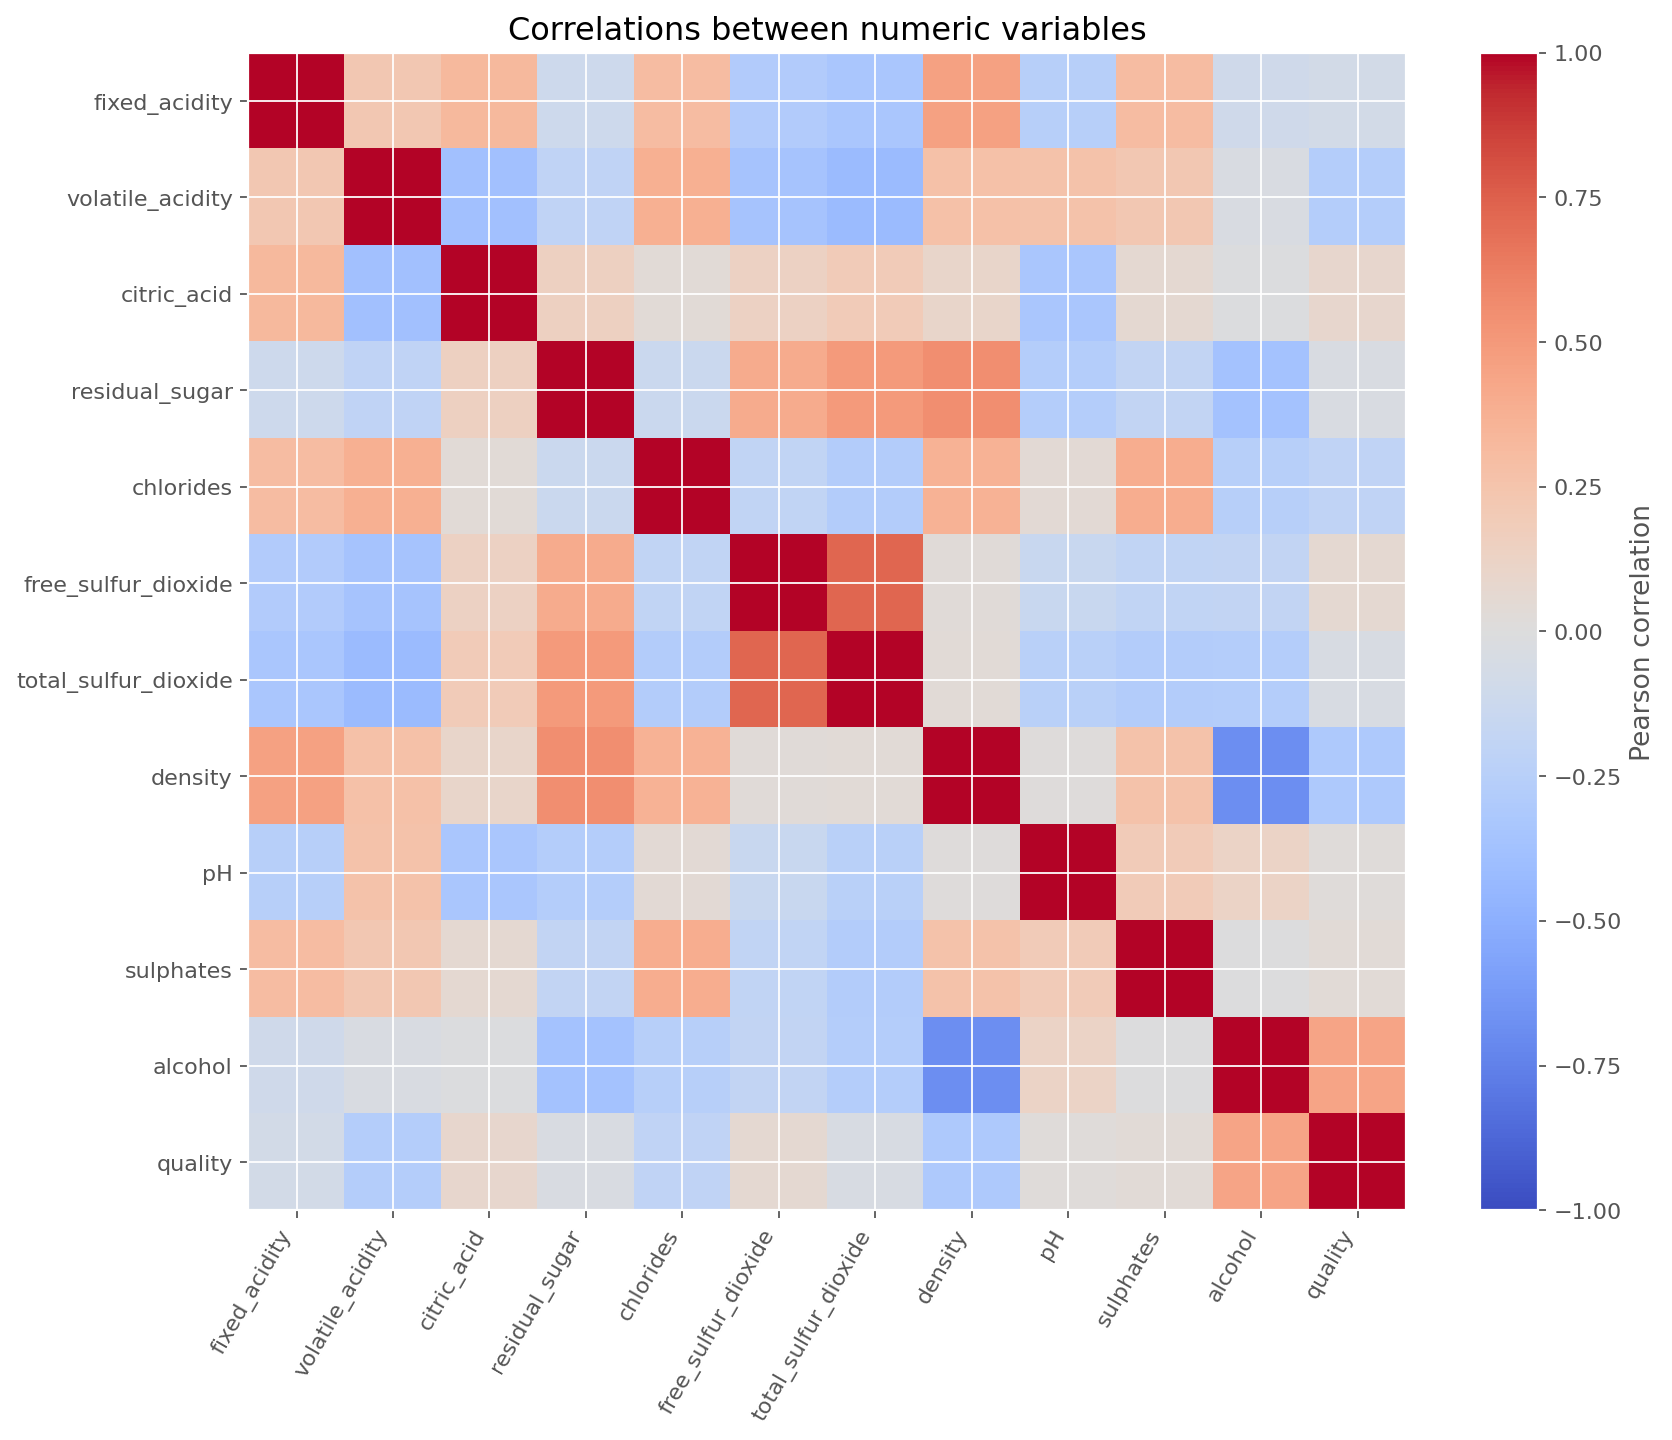 Correlations between numeric variables
fixed_acidity
volatile_acidity
citric_acid
residual_sugar
chlorides
free_sulfur_dioxide
total_sulfur_dioxide
density
pH
sulphates
alcohol
quality
fixed_acidity
volatile_acidity
citric_acid
residual_sugar
chlorides
free_sulfur_dioxide
total_sulfur_dioxide
density
pH
sulphates
alcohol
quality
1.00
0.75
0.50
0.25
0.00
−0.25
−0.50
−0.75
−1.00
Pearson correlation